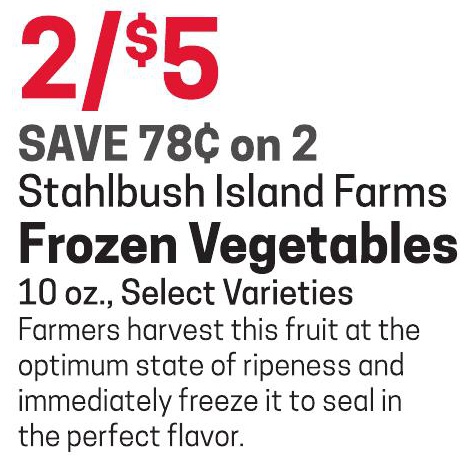 2/$5
SAVE 78¢ on 2
Stahlbush Island Farms
Frozen Vegetables
10 oz., Select Varieties
Farmers harvest this fruit at the
optimum state of ripeness and
immediately freeze it to seal in
the perfect flavor.